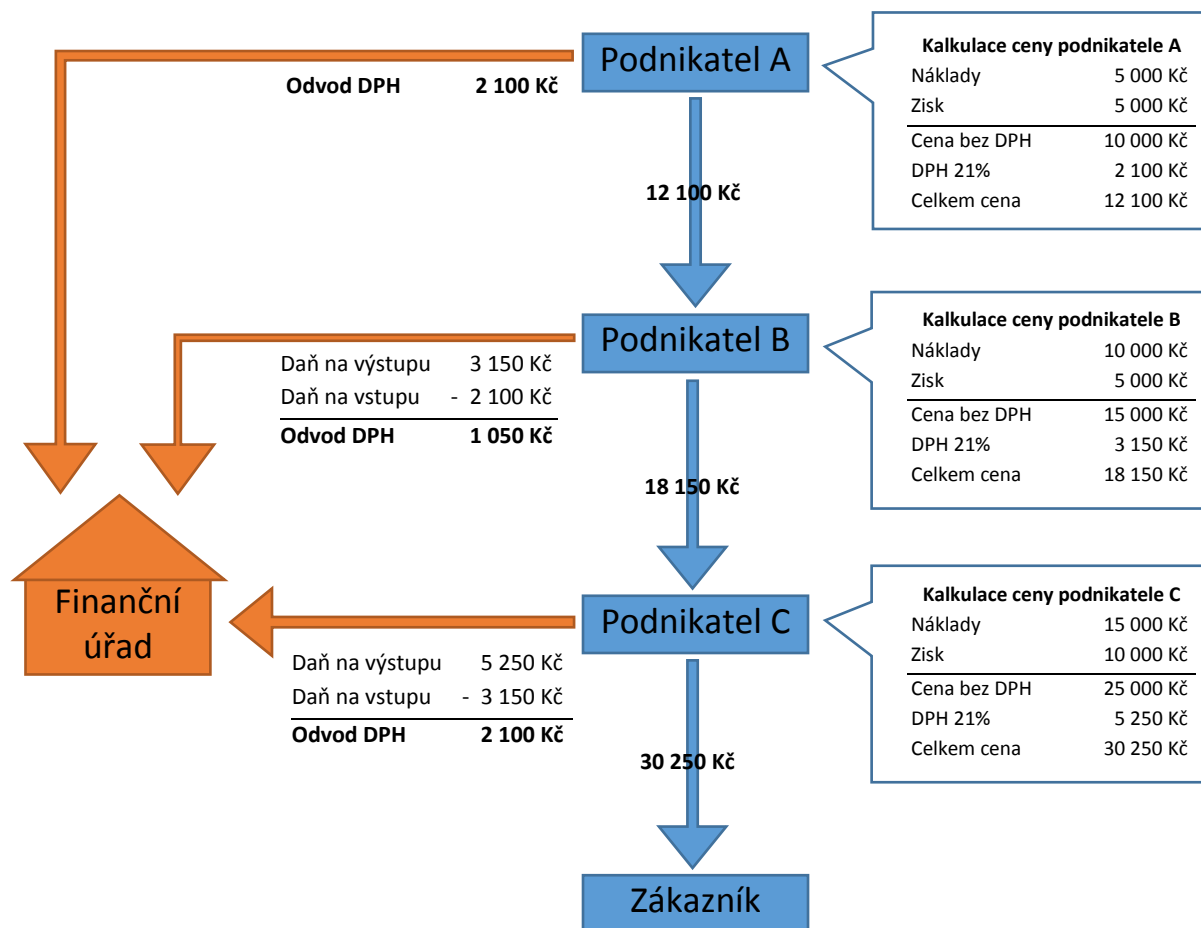 Podnikatel A
Kalkulace ceny podnikatele A
Náklady 5 000 Kč
Zisk 5 000 Kč
Cena bez DPH 10 000 Kč
DPH 21% 2 100 Kč
Celkem cena 12 100 Kč
Odvod DPH 2 100 Kč
12 100 Kč
Podnikatel B
Kalkulace ceny podnikatele B
Náklady 10 000 Kč
Zisk 5 000 Kč
Cena bez DPH 15 000 Kč
DPH 21% 3 150 Kč
Celkem cena 18 150 Kč
Daň na výstupu 3 150 Kč
Daň na vstupu - 2 100 Kč
Odvod DPH 1 050 Kč
18 150 Kč
Finanční
úřad
Podnikatel C
Kalkulace ceny podnikatele C
Náklady 15 000 Kč
Zisk 10 000 Kč
Cena bez DPH 25 000 Kč
DPH 21% 5 250 Kč
Celkem cena 30 250 Kč
Daň na výstupu 5 250 Kč
Daň na vstupu - 3 150 Kč
Odvod DPH 2 100 Kč
30 250 Kč
Zákazník